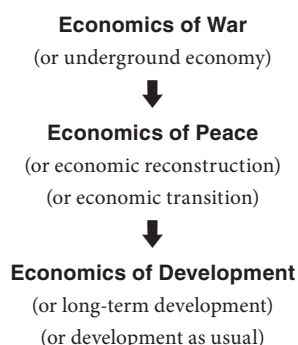 Economics of War
(or underground economy)
Economics of Peace
(or economic reconstruction)
(or economic transition)
Economics of Development
(or long-term development)
(or development as usual)